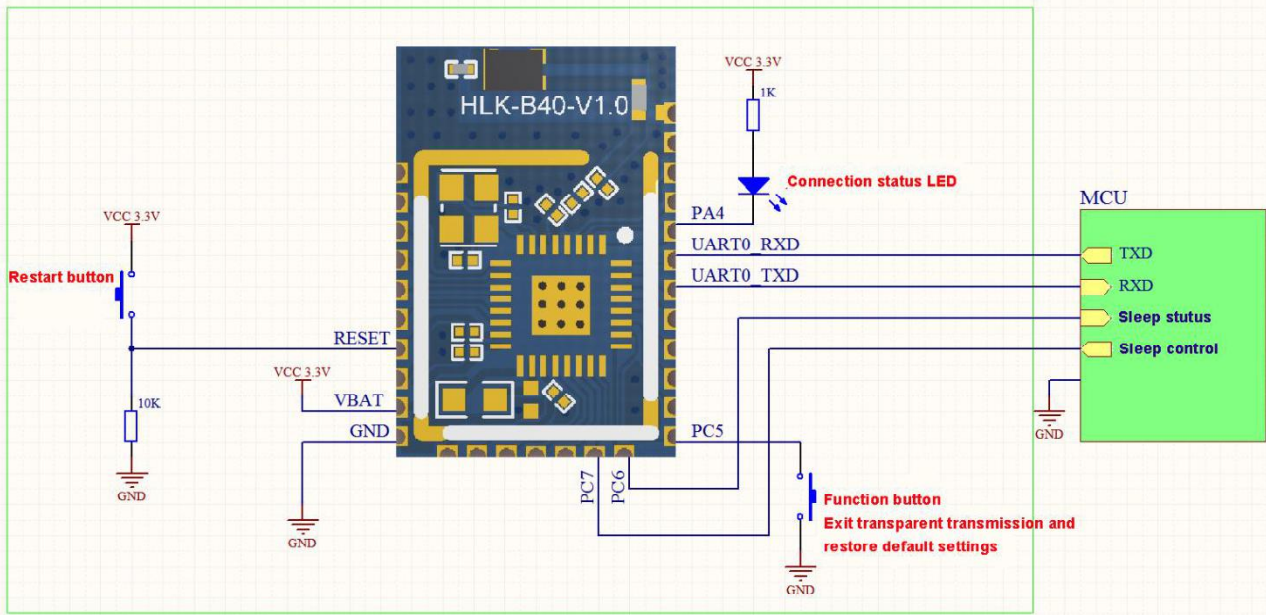 VCC 3.3V
HLK-B40-V1.0
1K
Connection status LED
MCU
PA4
VCC 3.3V
UART0_RXD
TXD
Restart button
UART0_TXD
RXD
Sleep stutus
RESET
Sleep control
VCC 3.3V
VBAT
10K
GND
PC5
GND
PC7
PC6
GND
Function button
Exit transparent transmission and
restore default settings
GND
GND